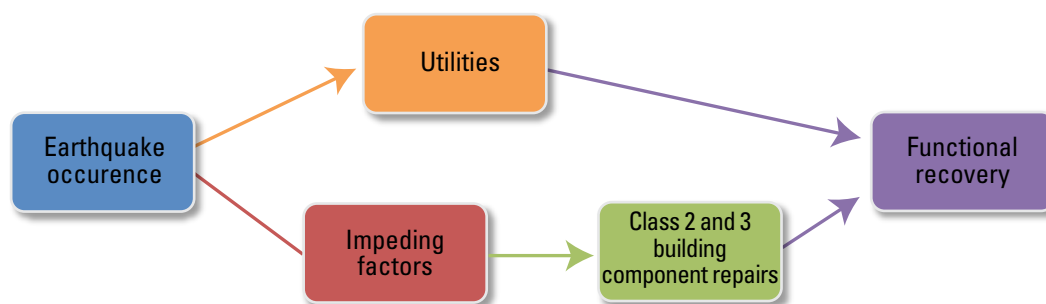 Utilities
Earthquake
occurence
Functional
recovery
Impeding
factors
Class 2 and 3
building
component repairs